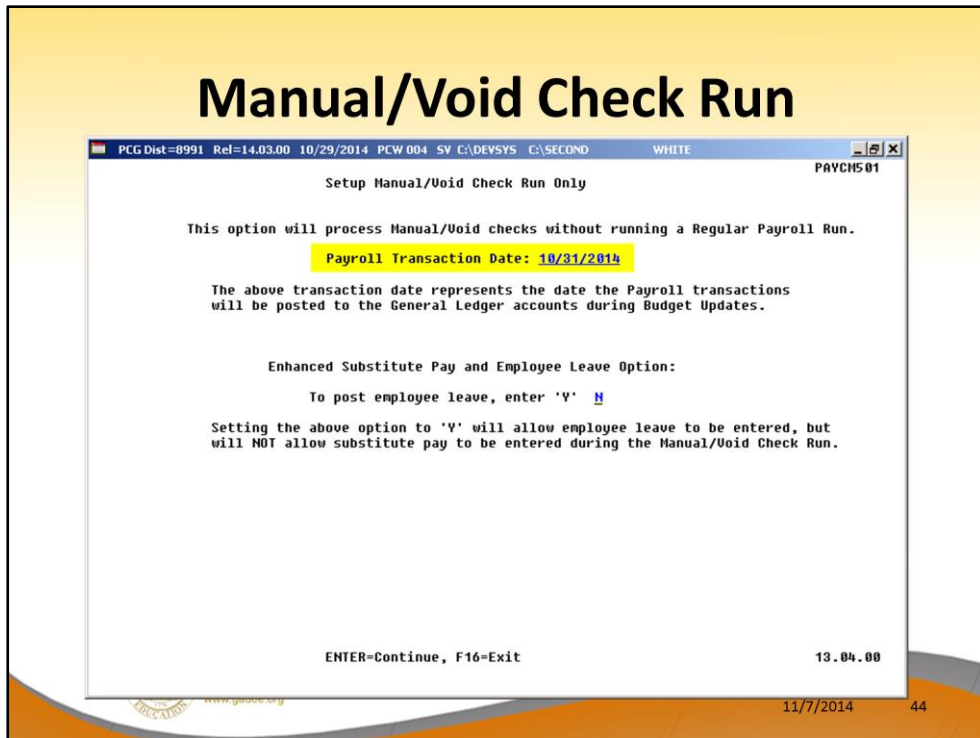 Manual/Void Check Run
PCG Dist=8991 Rel=14.03.00 10/29/2014 PCW 004 SV C:\DEVSYS C:\SECOND WHITE
PAYCM501
Setup Manual/Void Check Run Only
This option will process Manual/Void checks without running a Regular Payroll Run.
Payroll Transaction Date: 10/31/2014
The above transaction date represents the date the Payroll transactions
will be posted to the General Ledger accounts during Budget Updates.
Enhanced Substitute Pay and Employee Leave Option:
To post employee leave, enter 'Y' N
Setting the above option to 'Y' will allow employee leave to be entered, but
will NOT allow substitute pay to be entered during the Manual/Void Check Run.
ENTER=Continue, F16=Exit 13.04.00
EDUCATION
11/7/2014 44